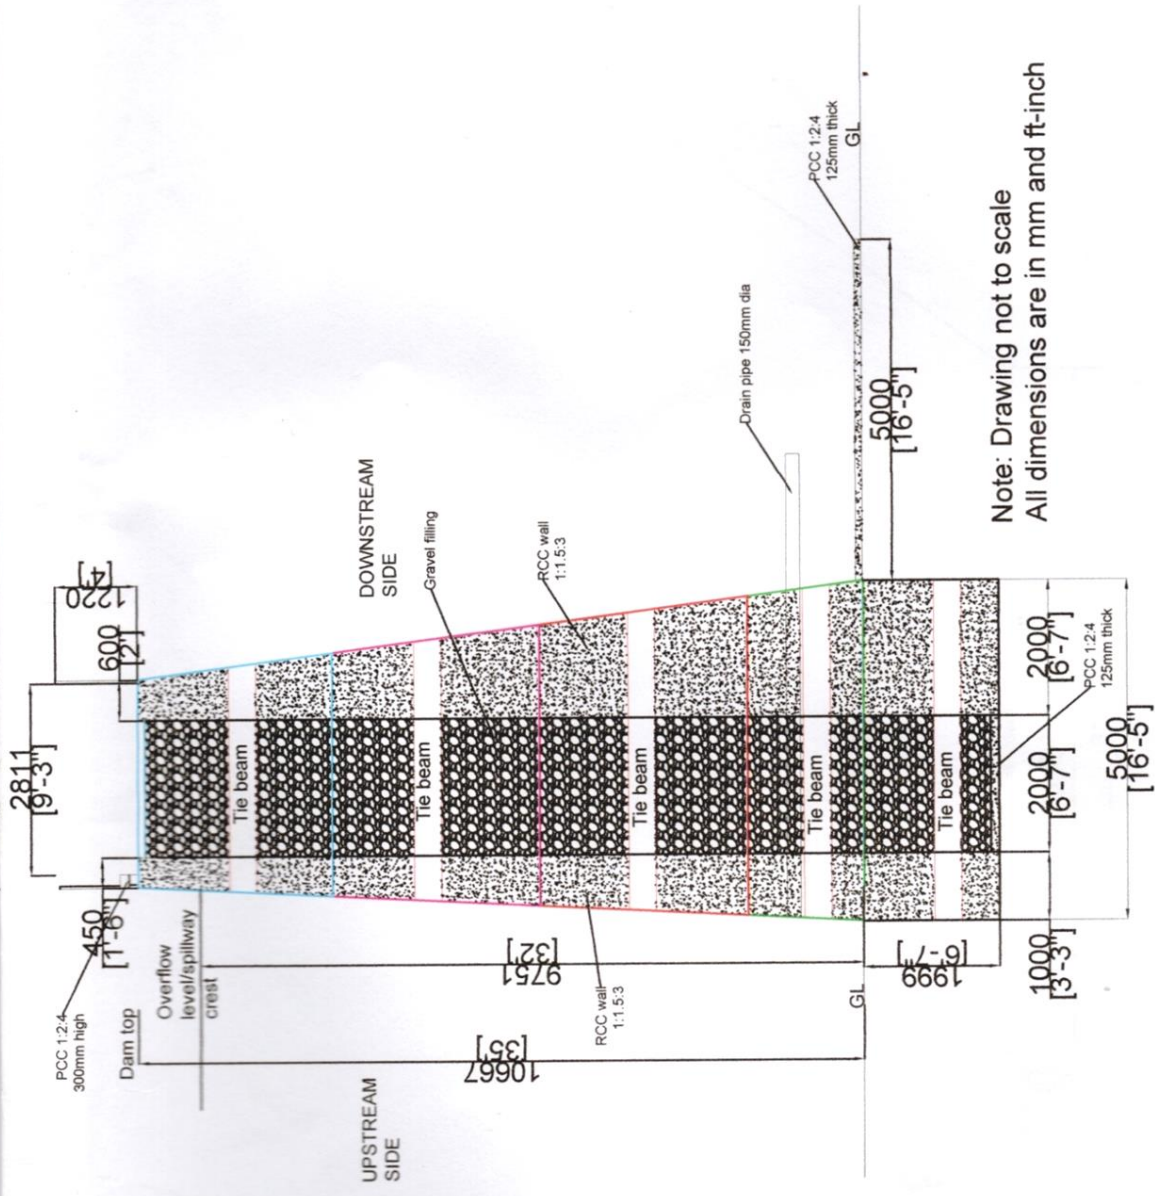 2811
[9'-3"]
1220
[4']
600
[2']
450
[1'-6"]
PCC 1:2:4
300mm high
Dam top
Overflow
level/spillway
crest
UPSTREAM
SIDE
DOWNSTREAM
SIDE
Gravel filling
RCC wall
1:1.5:3
Tie beam
Tie beam
Tie beam
Tie beam
Tie beam
9751
[32']
10667
[35']
RCC wall
1:1.5:3
Drain pipe 150mm dia
PCC 1:2:4
125mm thick
GL
GL
5000
[16'-5"]
1999
[6'-7"]
1000
[3'-3"]
2000
[6'-7"]
2000
[6'-7"]
PCC 1:2:4
125mm thick
5000
[16'-5"]
Note: Drawing not to scale
All dimensions are in mm and ft-inch